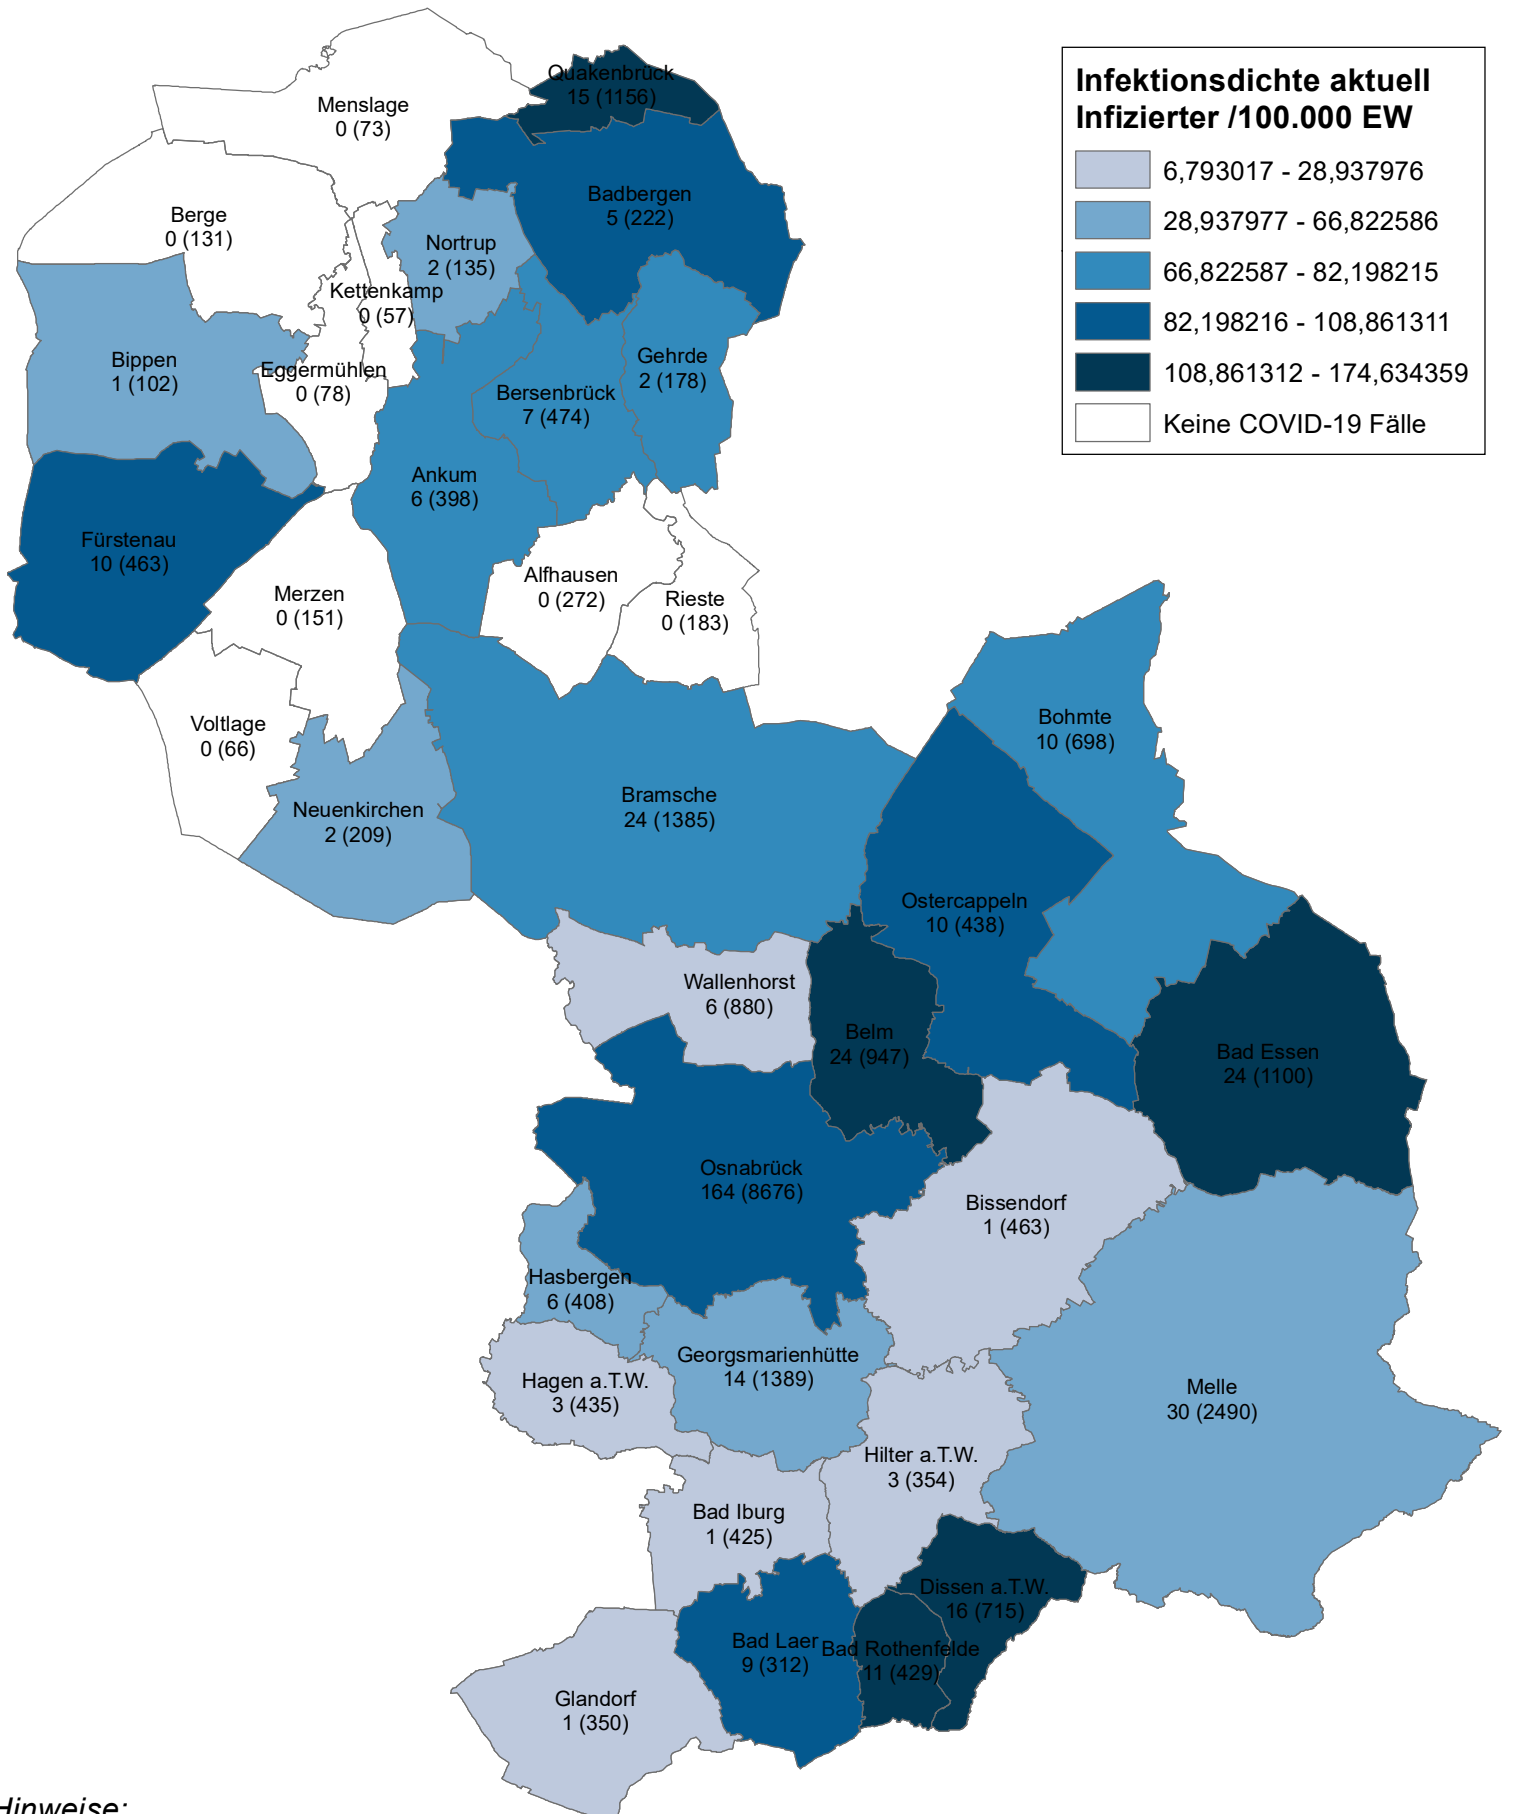 Infektionsdichte aktuell
Infizierter /100.000 EW
6,793017 - 28,937976
28,937977 - 66,822586
66,822587 - 82,198215
82,198216 - 108,861311
108,861312 - 174,634359
Keine COVID-19 Fälle
Quakenbrück
15 (1156)
Menslage
0 (73)
Badbergen
5 (222)
Berge
0 (131)
Nortrup
2 (135)
Kettenkamp
0 (57)
Bippen
1 (102)
Eggermühlen
0 (78)
Gehrde
2 (178)
Bersenbrück
7 (474)
Ankum
6 (398)
Fürstenau
10 (463)
Alfhausen
0 (272)
Merzen
0 (151)
Rieste
0 (183)
Voltlage
0 (66)
Bohmte
10 (698)
Neuenkirchen
2 (209)
Bramsche
24 (1385)
Ostercappeln
10 (438)
Wallenhorst
6 (880)
Belm
24 (947)
Bad Essen
24 (1100)
Osnabrück
164 (8676)
Bissendorf
1 (463)
Hasbergen
6 (408)
Georgsmarienhütte
14 (1389)
Hagen a.T.W.
3 (435)
Melle
30 (2490)
Hilter a.T.W.
3 (354)
Bad Iburg
1 (425)
Dissen a.T.W.
16 (715)
Bad Laer
9 (312)
Bad Rothenfelde
11 (429)
Glandorf
1 (350)
Hinweise: